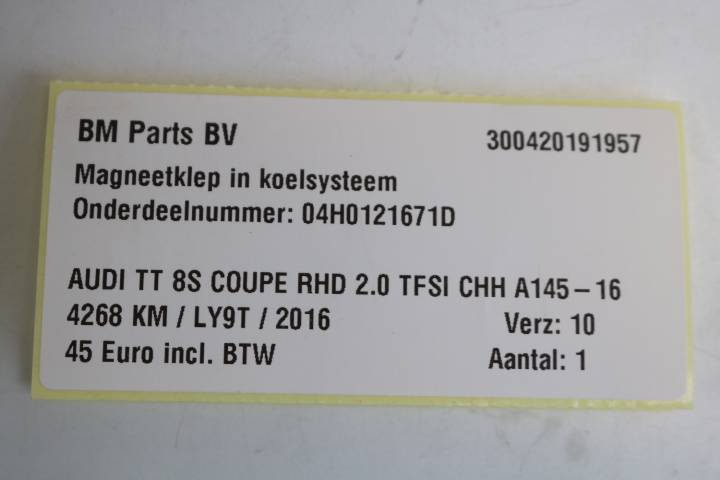 BM Parts BV 300420191957
Magneetklep in koelsysteem
Onderdeelnummer: 04H0121671D
AUDI TT 8S COUPE RHD 2.0 TFSI CHH A145-16
4268 KM / LY9T / 2016 Verz: 10
45 Euro incl. BTW Aantal: 1